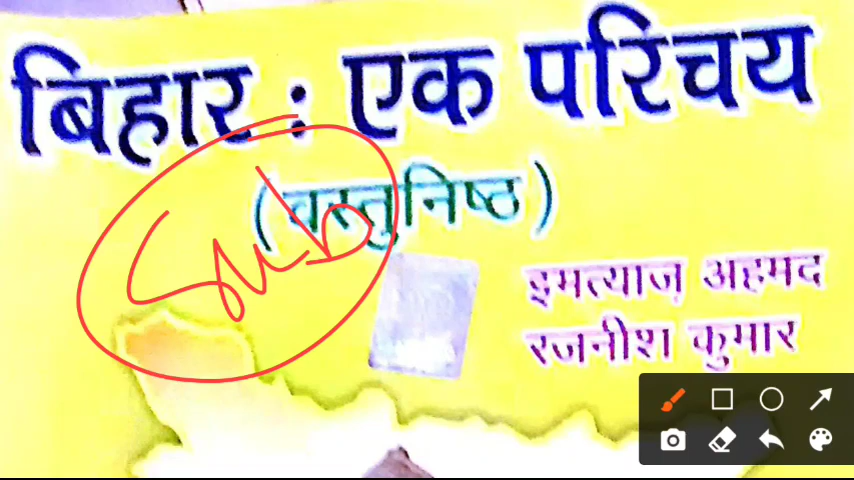 बिहार : एक परिचय
(वस्तुनिष्ठ)
Sub
इमत्याज़ अहमद
रजनीश कुमार